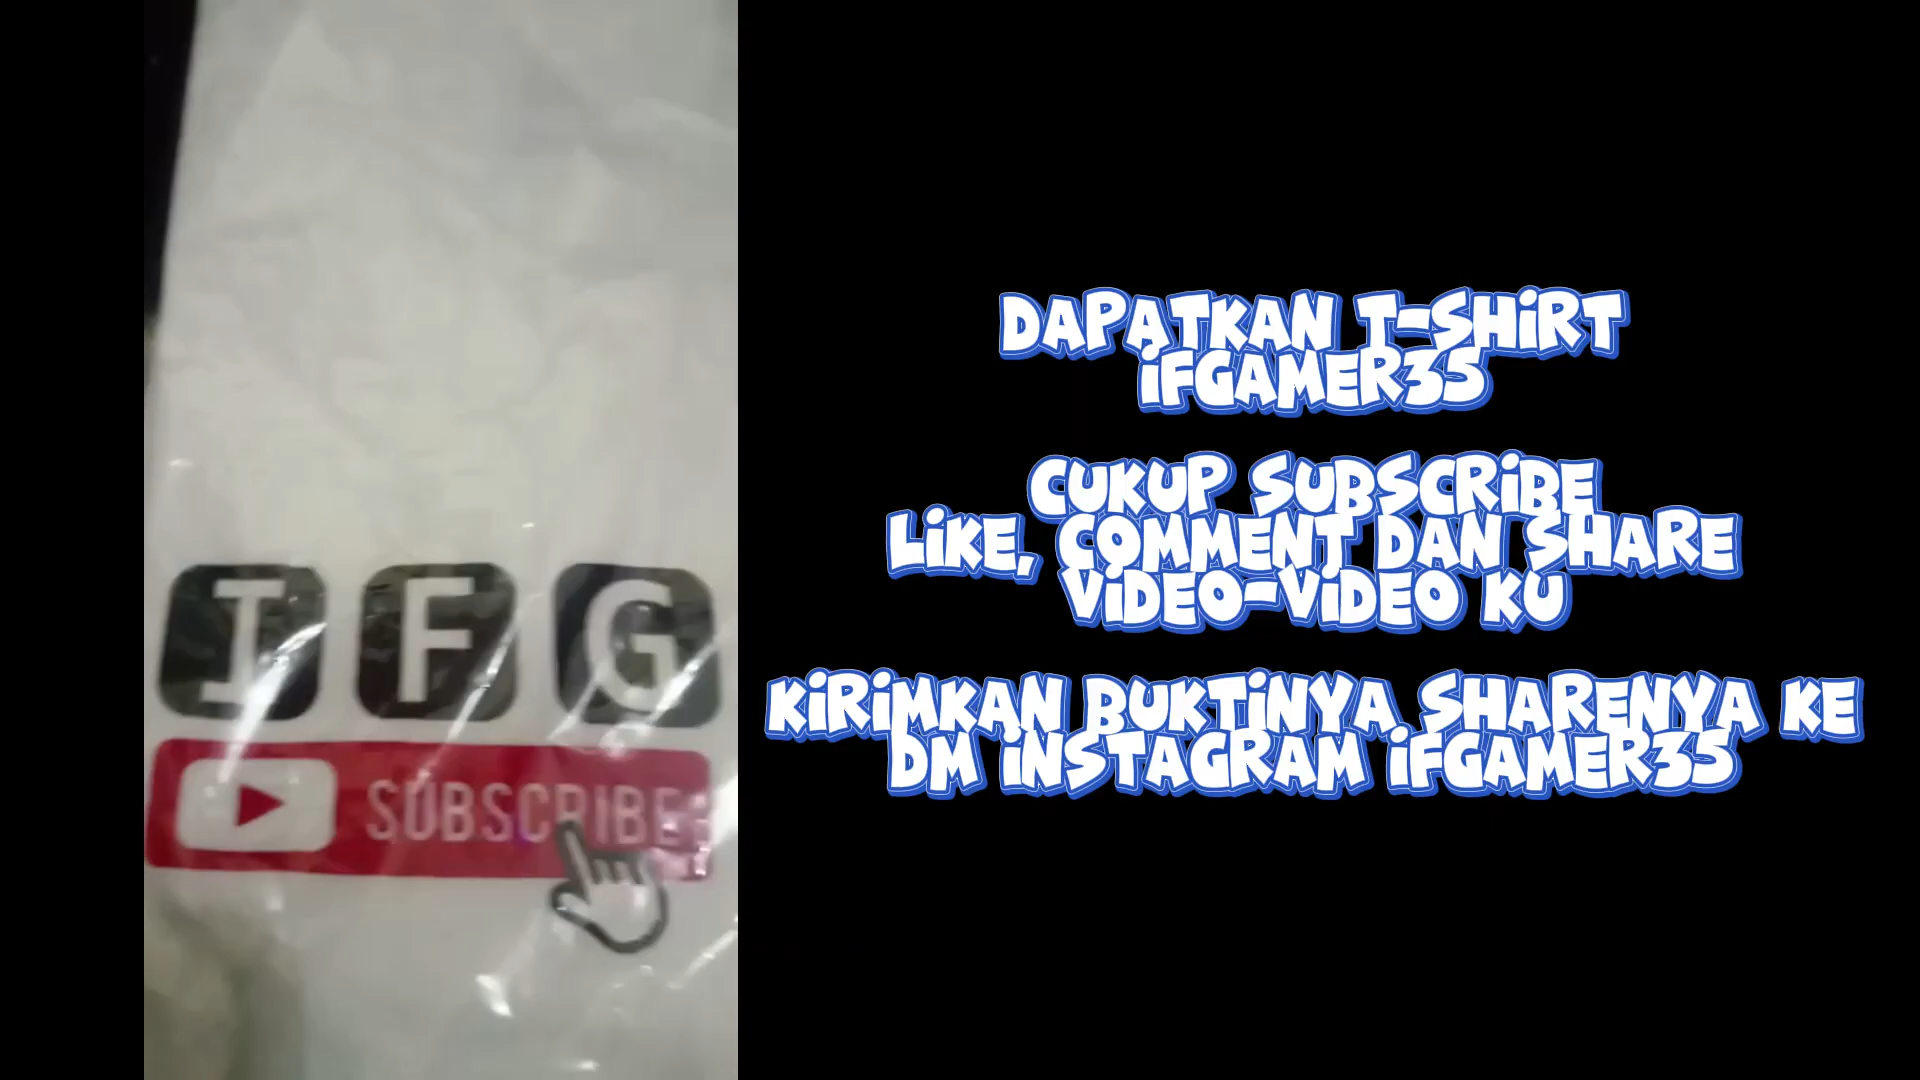 I F G
SUBSCRIBE
DAPATKAN T-SHiRT
iFGAMER35
CUKUP SUBSCRiBE
LiKE, COMMENT DAN SHARE
ViDEO-ViDEO KU
KiRiMKAN BUKTiNYA SHARENYA KE
DM iNSTAGRAM iFGAMER35